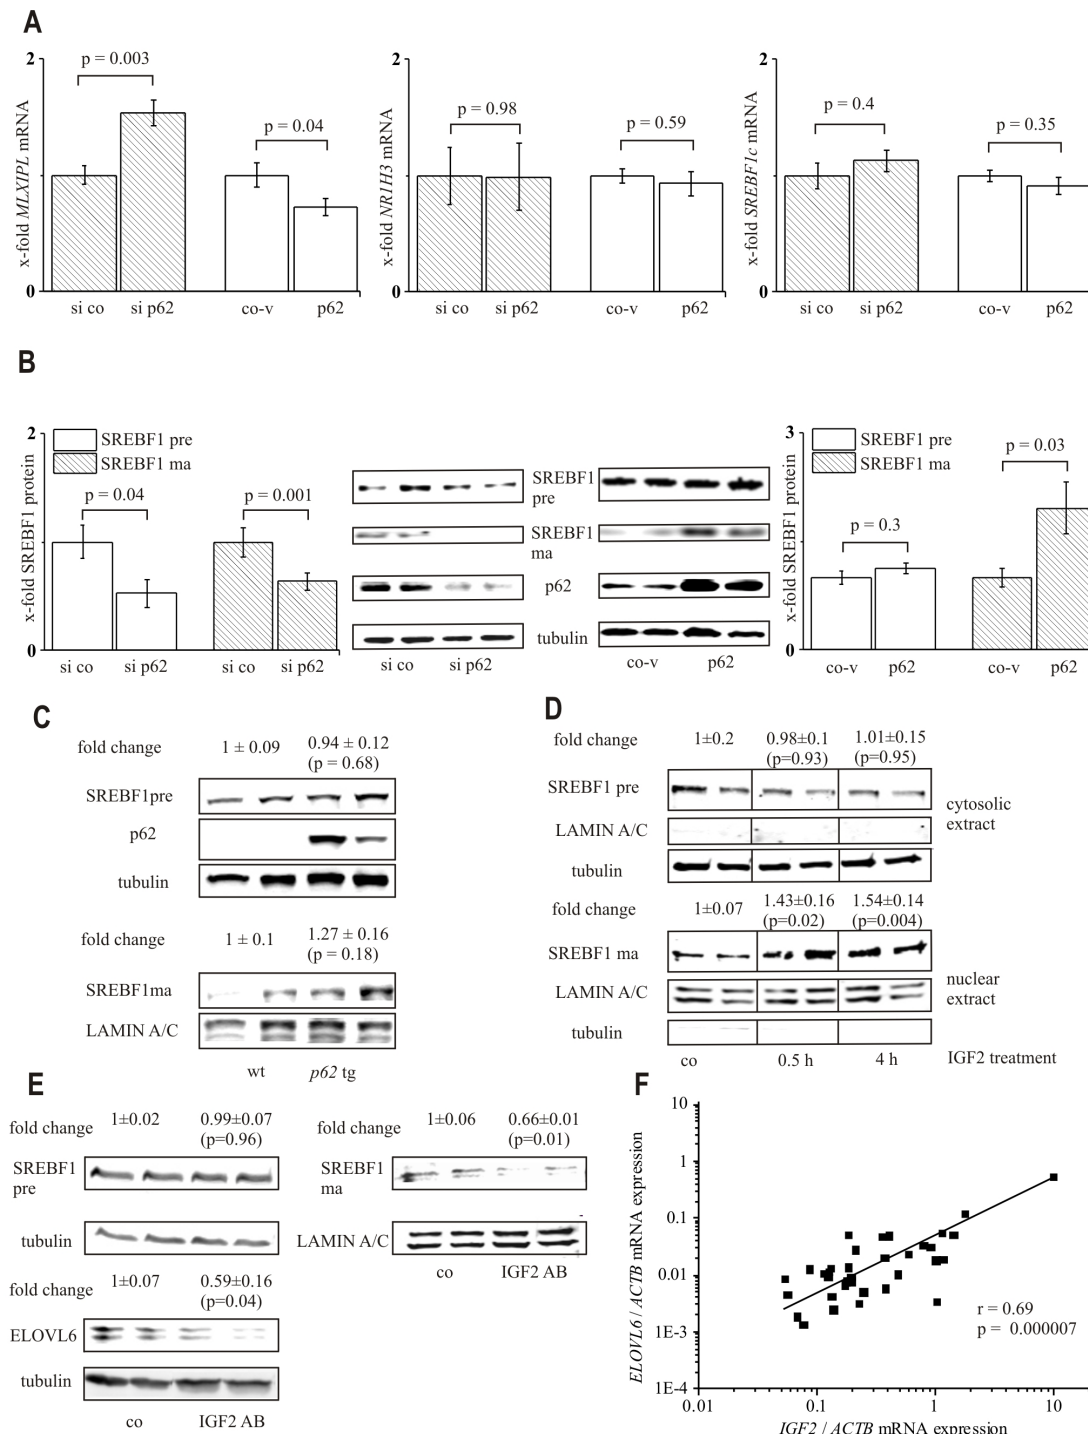 A
2
p = 0.003
p = 0.04
x-fold MLXIPL mRNA
0
si co si p62 co-v p62
2
p = 0.98
p = 0.59
x-fold NR1H3 mRNA
0
si co si p62 co-v p62
2
p = 0.4
p = 0.35
x-fold SREBF1c mRNA
0
si co si p62 co-v p62
B
2
SREBF1 pre
SREBF1 ma
p = 0.04
p = 0.001
x-fold SREBF1 protein
0
si co si p62 si co si p62
SREBF1
pre
SREBF1
ma
p62
tubulin
si co si p62
co-v p62
3
SREBF1 pre
SREBF1 ma
p = 0.03
p = 0.3
x-fold SREBF1 protein
0
co-v p62 co-v p62
C
fold change 1 ± 0.09 0.94 ± 0.12
(p = 0.68)
SREBF1pre
p62
tubulin
fold change 1 ± 0.1 1.27 ± 0.16
(p = 0.18)
SREBF1ma
LAMIN A/C
wt p62 tg
D
fold change 1±0.2 0.98±0.1 1.01±0.15
(p=0.93) (p=0.95)
SREBF1 pre
LAMIN A/C
tubulin
cytosolic
extract
fold change 1±0.07 1.43±0.16 1.54±0.14
(p=0.02) (p=0.004)
SREBF1 ma
LAMIN A/C
tubulin
nuclear
extract
co 0.5 h 4 h IGF2 treatment
E
fold change 1±0.02 0.99±0.07
(p=0.96)
SREBF1
pre
tubulin
fold change 1±0.07 0.59±0.16
(p=0.04)
ELOVL6
tubulin
co IGF2 AB
fold change 1±0.06 0.66±0.01
(p=0.01)
SREBF1
ma
LAMIN A/C
co IGF2 AB
F
10
1
0.1
0.01
1E-3
1E-4
ELOVL6 / ACTB mRNA expression
r = 0.69
p = 0.000007
0.01 0.1 1 10
IGF2 / ACTB mRNA expression